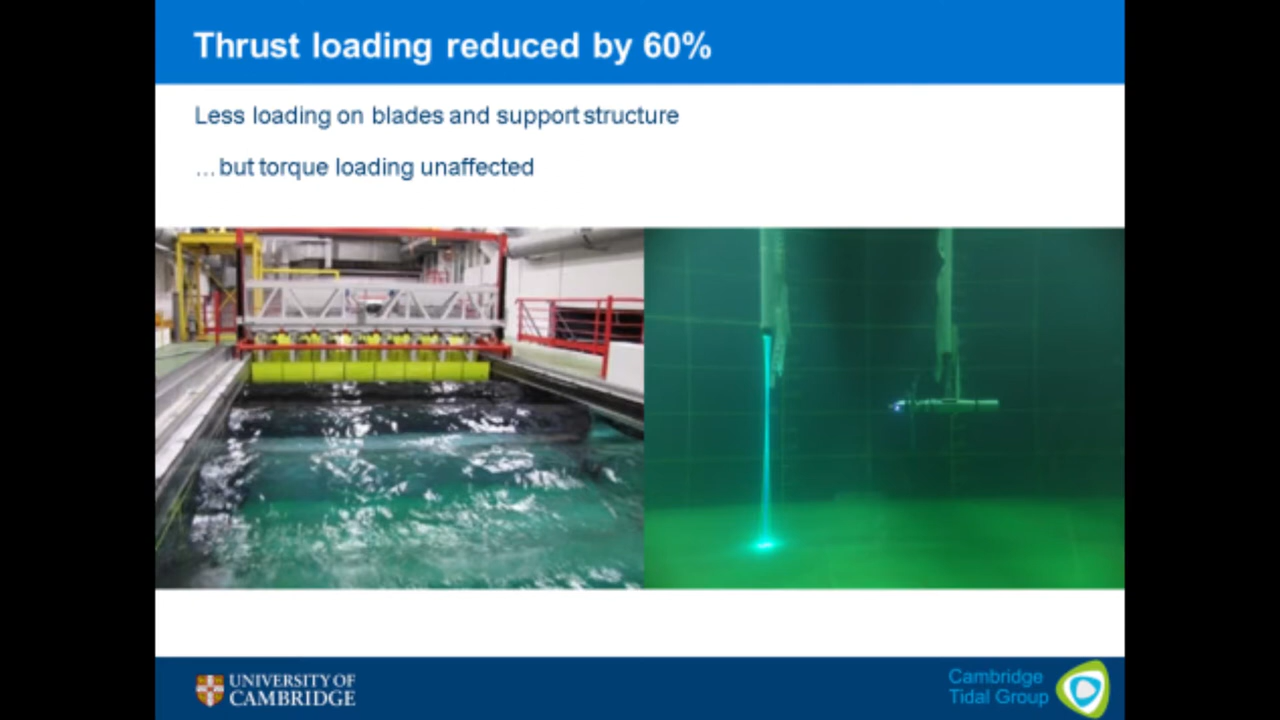 Thrust loading reduced by 60%
Less loading on blades and support structure
…but torque loading unaffected
UNIVERSITY OF
CAMBRIDGE
Cambridge
Tidal Group